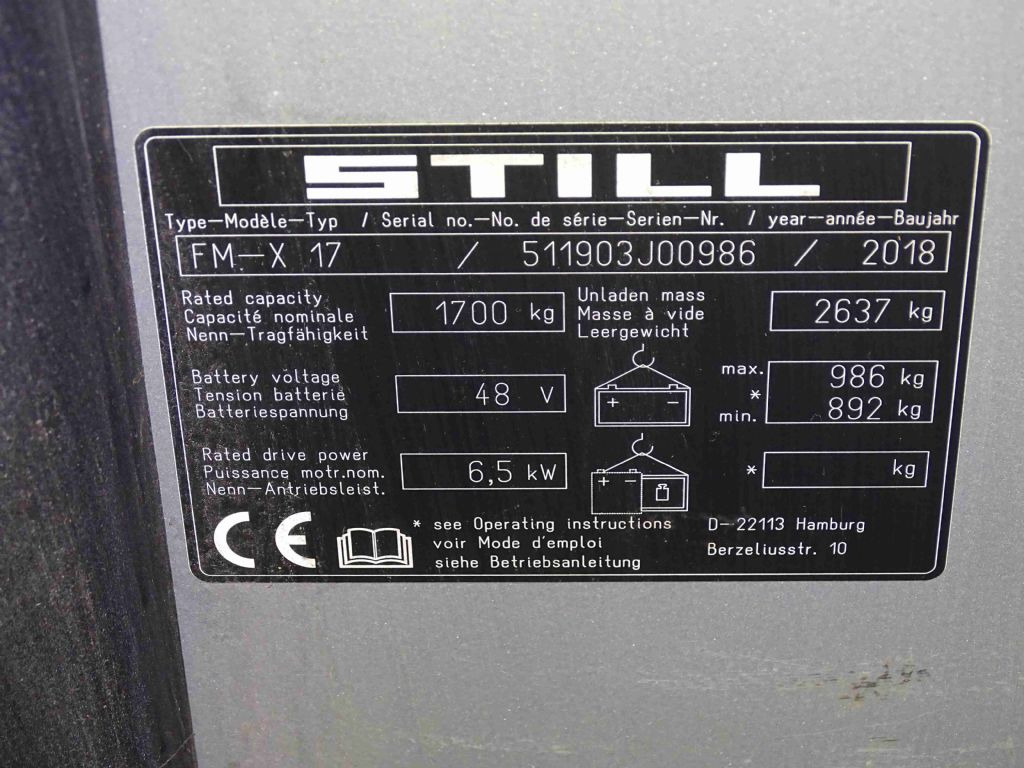 STILL
Type-Modèle-Typ / Serial no.-No. de série-Serien-Nr. / year-année-Baujahr
FM-X 17 / 511903J00986 / 2018
Rated capacity
Capacité nominale
Nenn-Tragfähigkeit
1700 kg
Unladen mass
Masse à vide
Leergewicht
2637 kg
Battery voltage
Tension batterie
Batteriespannung
48 V
+ −
max. 986 kg
*
min. 892 kg
Rated drive power
Puissance motr.nom.
Nenn-Antriebsleist.
6,5 kW
+ −
* kg
CE
* see Operating instructions
voir Mode d'emploi
siehe Betriebsanleitung
D-22113 Hamburg
Berzeliusstr. 10